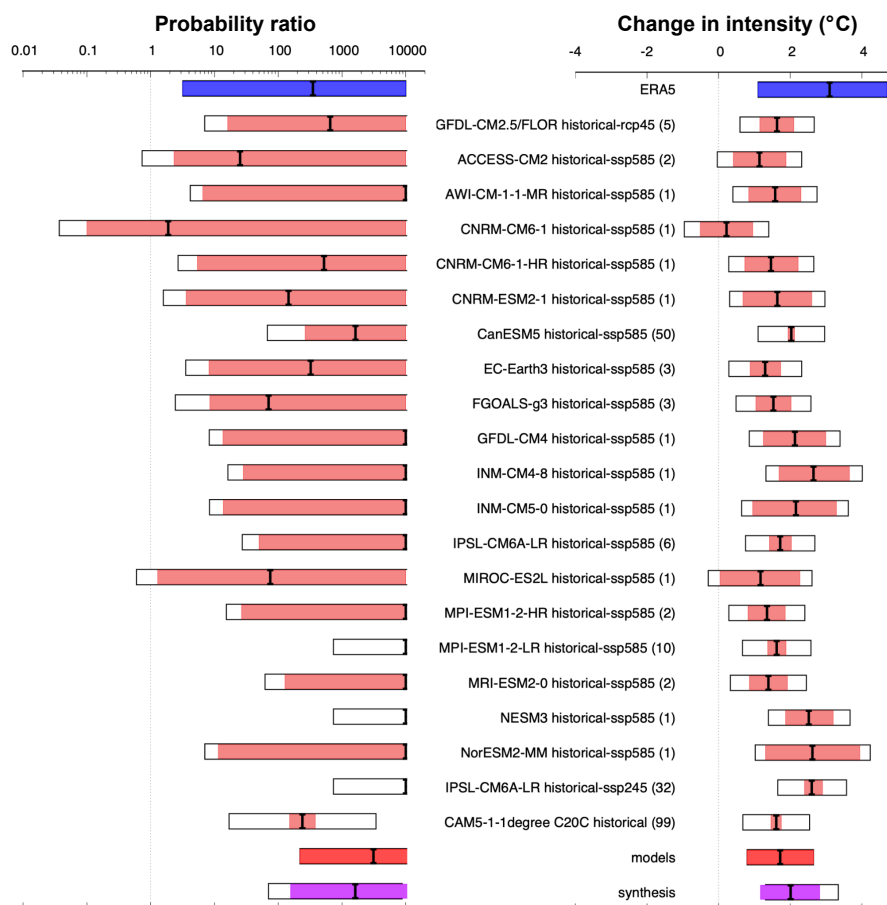 Probability ratio Change in intensity (°C)
0.01 0.1 1 10 100 1000 10000 -4 -2 0 2 4
ERA5
GFDL-CM2.5/FLOR historical-rcp45 (5)
ACCESS-CM2 historical-ssp585 (2)
AWI-CM-1-1-MR historical-ssp585 (1)
CNRM-CM6-1 historical-ssp585 (1)
CNRM-CM6-1-HR historical-ssp585 (1)
CNRM-ESM2-1 historical-ssp585 (1)
CanESM5 historical-ssp585 (50)
EC-Earth3 historical-ssp585 (3)
FGOALS-g3 historical-ssp585 (3)
GFDL-CM4 historical-ssp585 (1)
INM-CM4-8 historical-ssp585 (1)
INM-CM5-0 historical-ssp585 (1)
IPSL-CM6A-LR historical-ssp585 (6)
MIROC-ES2L historical-ssp585 (1)
MPI-ESM1-2-HR historical-ssp585 (2)
MPI-ESM1-2-LR historical-ssp585 (10)
MRI-ESM2-0 historical-ssp585 (2)
NESM3 historical-ssp585 (1)
NorESM2-MM historical-ssp585 (1)
IPSL-CM6A-LR historical-ssp245 (32)
CAM5-1-1degree C20C historical (99)
models
synthesis